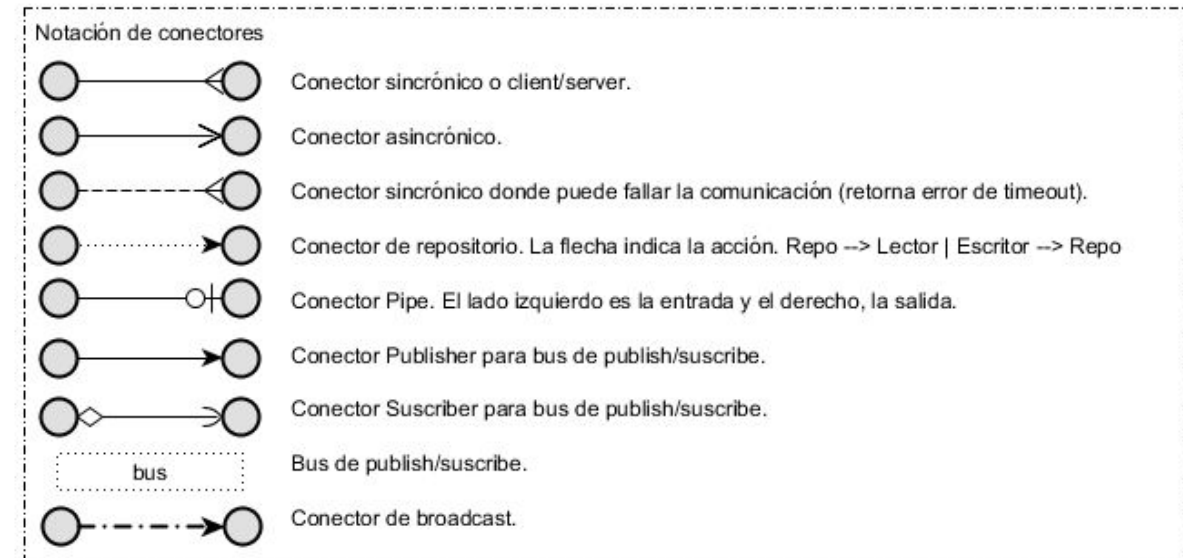 Notación de conectores
Conector sincrónico o client/server.
Conector asincrónico.
Conector sincrónico donde puede fallar la comunicación (retorna error de timeout).
Conector de repositorio. La flecha indica la acción. Repo --> Lector | Escritor --> Repo
Conector Pipe. El lado izquierdo es la entrada y el derecho, la salida.
Conector Publisher para bus de publish/suscribe.
Conector Suscriber para bus de publish/suscribe.
bus
Bus de publish/suscribe.
Conector de broadcast.